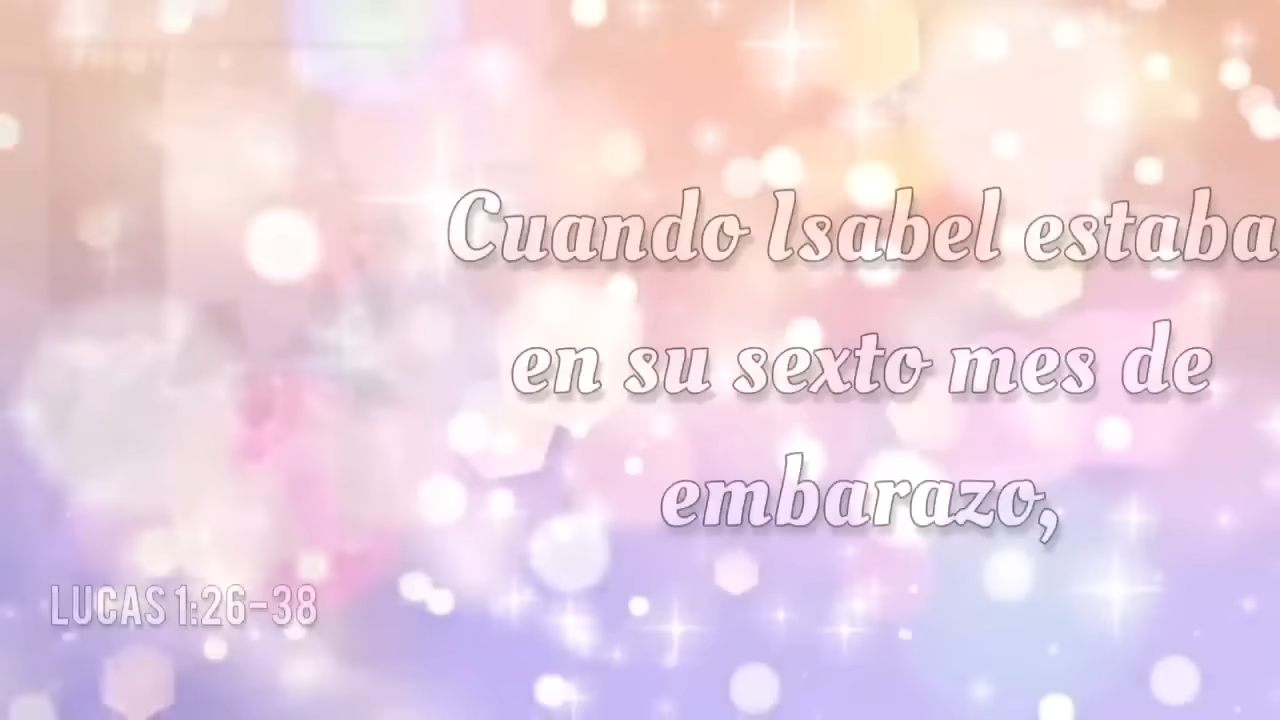 Cuando Isabel estaba
en su sexto mes de
embarazo,
LUCAS 1:26-38